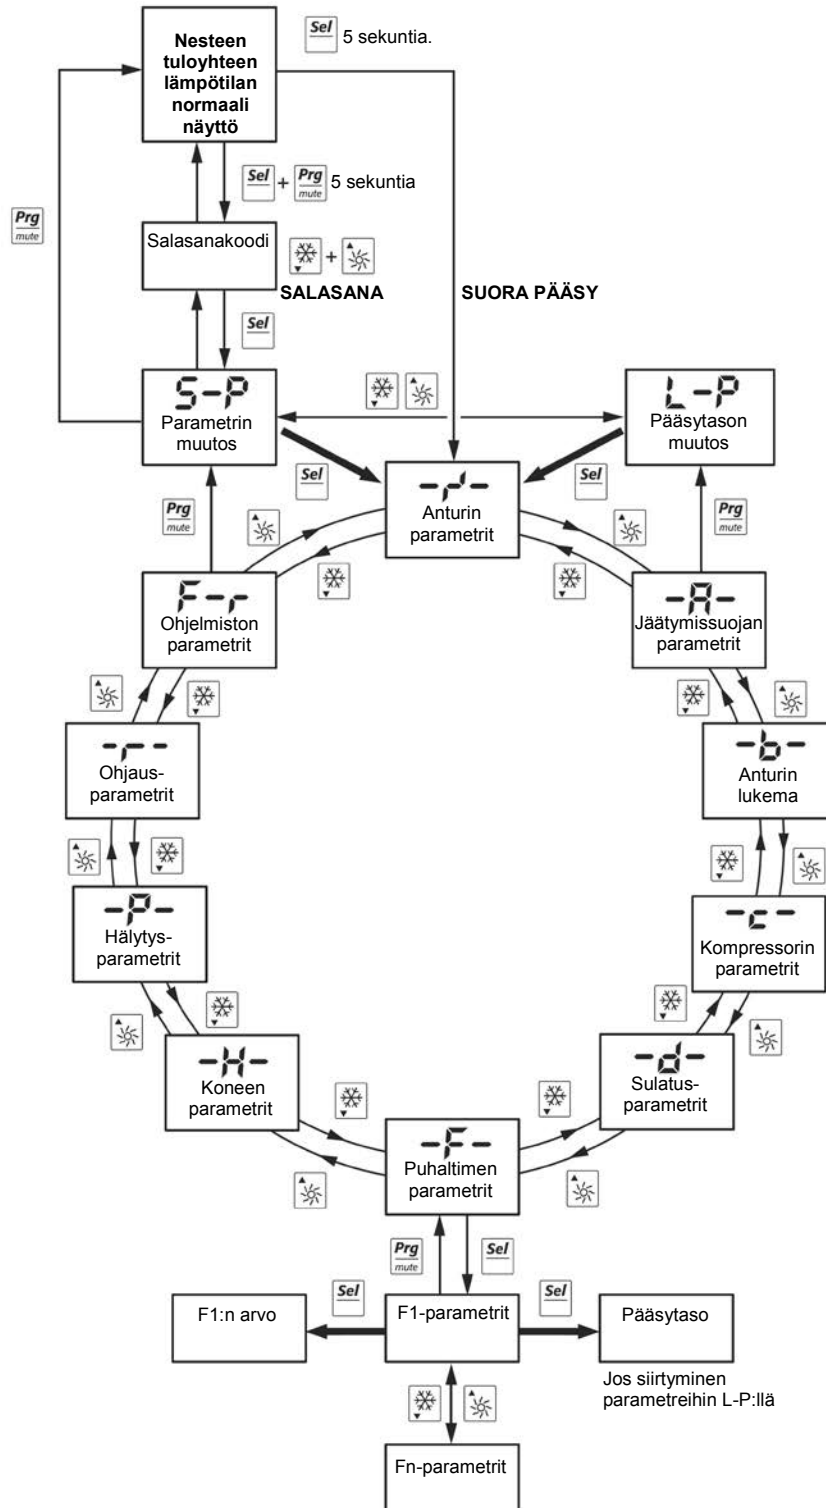 Nesteen
tuloyhteen
lämpötilan
normaali
näyttö
Sel 5 sekuntia.
Sel + Prg mute 5 sekuntia
Prg
mute
Salasanakoodi
+
SALASANA
SUORA PÄÄSY
Sel
S-P
Parametrin
muutos
L-P
Pääsytason
muutos
Sel
Sel
-/-
Anturin
parametrit
Prg
mute
Prg
mute
F-r
Ohjelmiston
parametrit
-A-
Jäätymissuojan
parametrit
-r-
Ohjaus-
parametrit
-b-
Anturin
lukema
-P-
Hälytys-
parametrit
-c-
Kompressorin
parametrit
-H-
Koneen
parametrit
-d-
Sulatus-
parametrit
-F-
Puhaltimen
parametrit
Prg
mute
Sel
Sel
Sel
F1:n arvo
F1-parametrit
Pääsytaso
Jos siirtyminen
parametreihin L-P:llä
Fn-parametrit